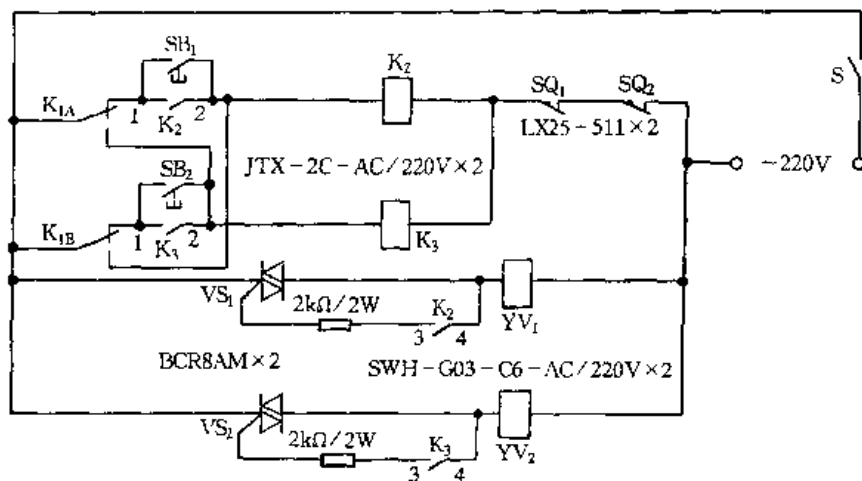 SB₁
K₂
SQ₁
SQ₂
S
K₁A
1
K₂
2
LX25-511×2
SB₂
JTX-2C-AC/220V×2
~220V
K₁B
1
K₃
2
K₃
VS₁
2kΩ/2W
K₂
3
4
YV₁
BCR8AM×2
SWH-G03-C6-AC/220V×2
VS₂
2kΩ/2W
K₃
3
4
YV₂